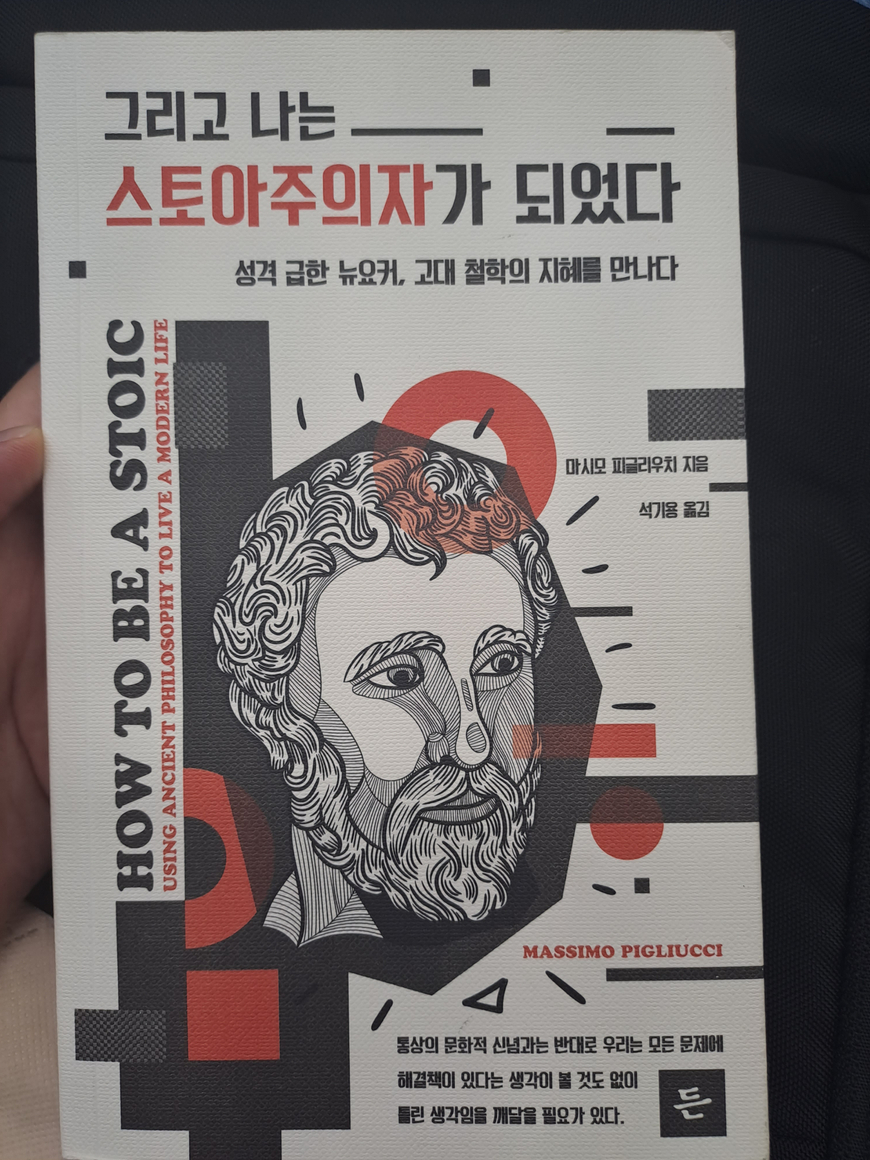 그리고 나는
스토아주의자가 되었다
성격 급한 뉴요커, 고대 철학의 지혜를 만나다
HOW TO BE A STOIC
USING ANCIENT PHILOSOPHY TO LIVE A MODERN LIFE
마시모 피글리우치 지음
석기용 옮김
MASSIMO PIGLIUCCI
통상의 문화적 신념과는 반대로 우리는 모든 문제에
해결책이 있다는 생각이 볼 것도 없이
틀린 생각임을 깨달을 필요가 있다.
든